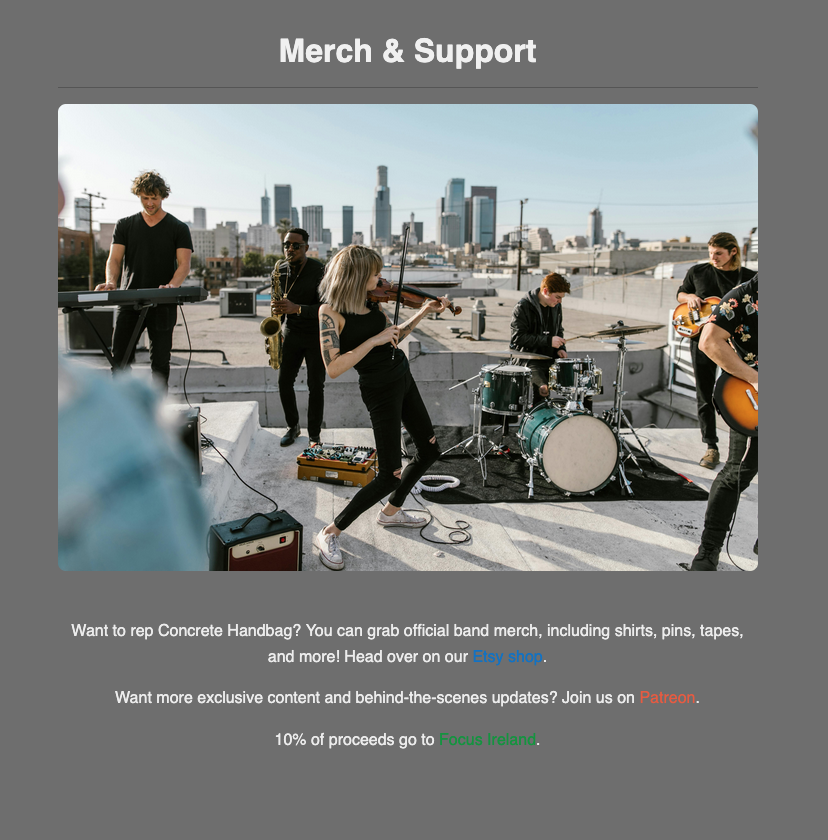 Merch & Support
Want to rep Concrete Handbag? You can grab official band merch, including shirts, pins, tapes,
and more! Head over on our Etsy shop.
Want more exclusive content and behind-the-scenes updates? Join us on Patreon.
10% of proceeds go to Focus Ireland.